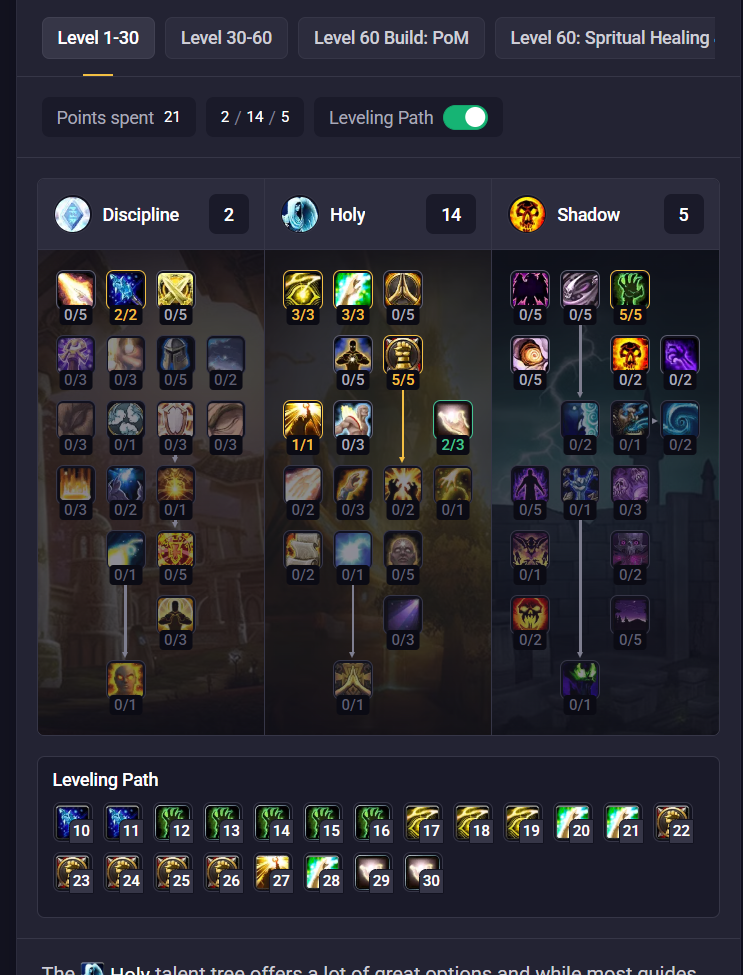 Level 1-30 Level 30-60 Level 60 Build: PoM Level 60: Spritual Healing
Points spent 21 2 / 14 / 5 Leveling Path
Discipline 2 Holy 14 Shadow 5
0/5 2/2 0/5 3/3 3/3 0/5 0/5 0/5 5/5
0/3 0/3 0/5 0/2 0/5 5/5 0/5 0/2 0/2
0/3 0/1 0/3 0/3 1/1 0/3 2/3 0/2 0/1 0/2
0/3 0/2 0/1 0/2 0/3 0/2 0/1 0/5 0/1 0/3
0/1 0/5 0/2 0/1 0/5 0/1 0/2
0/3 0/3 0/2 0/5
0/1 0/1 0/1
Leveling Path
10 11 12 13 14 15 16 17 18 19 20 21 22
23 24 25 26 27 28 29 30
The Holy talent tree offers a lot of great options and while most guides